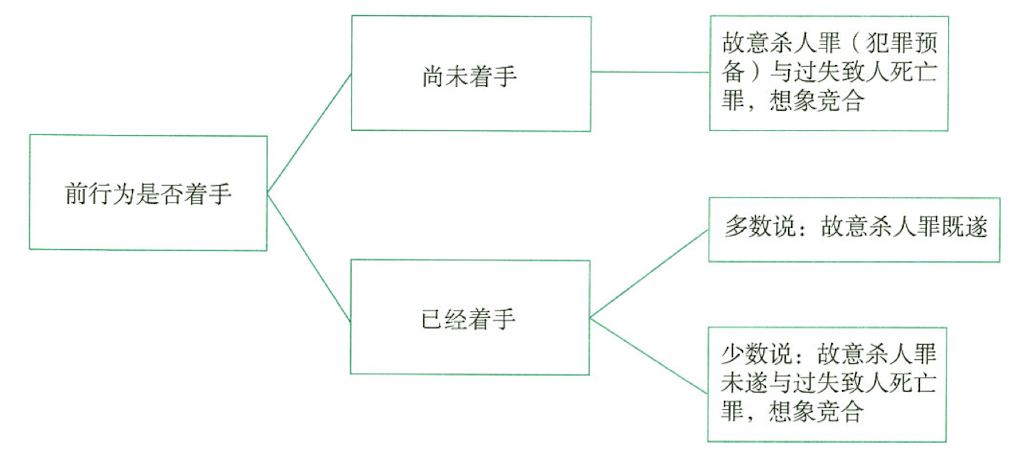 前行为是否着手
尚未着手
故意杀人罪（犯罪预
备）与过失致人死亡
罪，想象竞合
已经着手
多数说：故意杀人罪既遂
少数说：故意杀人罪
未遂与过失致人死亡
罪，想象竞合